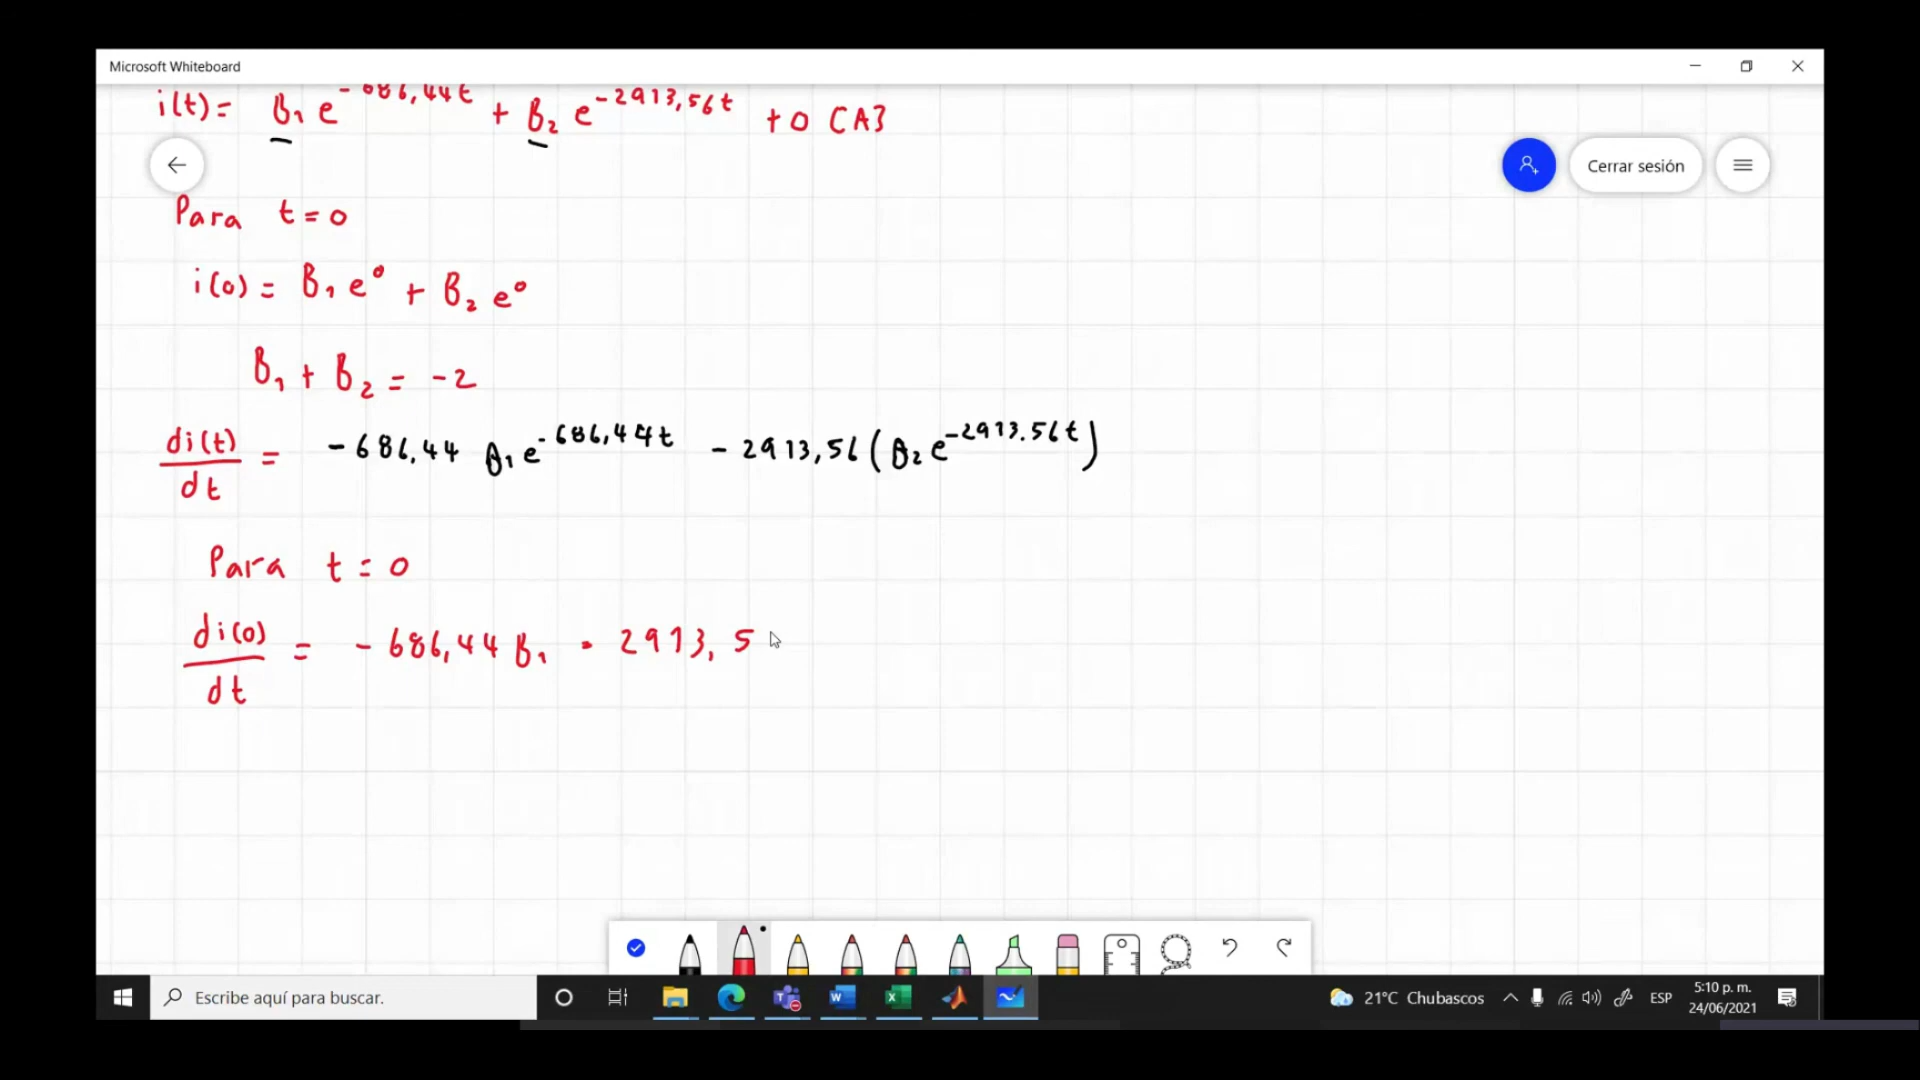 Microsoft Whiteboard
i(t) = B₁ e^-686,44t + B₂ e^-2913,56t + 0 [A]
Cerrar sesión
Para t = 0
i(0) = B₁ e⁰ + B₂ e⁰
B₁ + B₂ = -2
di(t)/dt = -686,44 B₁ e^-686,44t - 2913,56 (B₂ e^-2913.56t)
Para t = 0
di(0)/dt = -686,44 B₁ - 2913,5
Escribe aquí para buscar.
21°C Chubascos
ESP
5:10 p. m.
24/06/2021